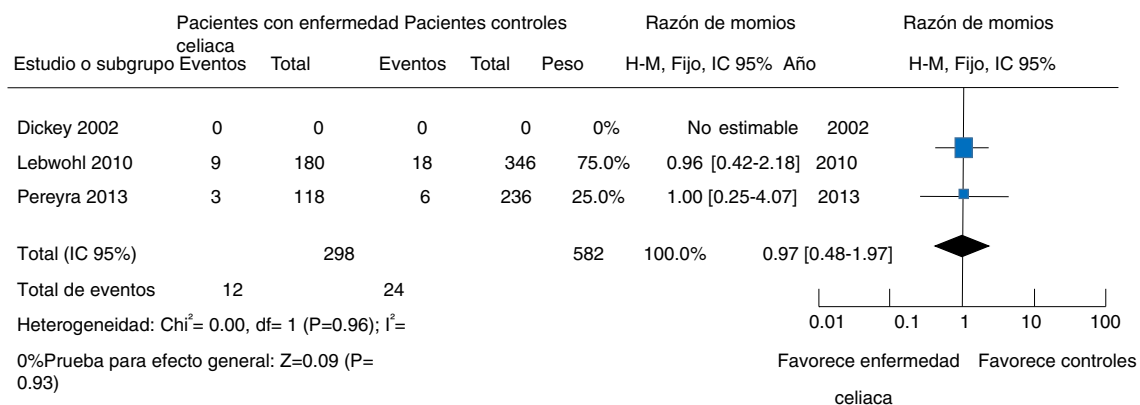 Pacientes con enfermedad celiaca Pacientes controles Razón de momios Razón de momios
Estudio o subgrupo Eventos Total Eventos Total Peso H-M, Fijo, IC 95% Año H-M, Fijo, IC 95%
Dickey 2002 0 0 0 0 0% No estimable 2002
Lebwohl 2010 9 180 18 346 75.0% 0.96 [0.42-2.18] 2010
Pereyra 2013 3 118 6 236 25.0% 1.00 [0.25-4.07] 2013
Total (IC 95%) 298 582 100.0% 0.97 [0.48-1.97]
Total de eventos 12 24
Heterogeneidad: Chi²= 0.00, df= 1 (P=0.96); I²=
0%Prueba para efecto general: Z=0.09 (P=
0.93)
0.01 0.1 1 10 100
Favorece enfermedad celiaca Favorece controles